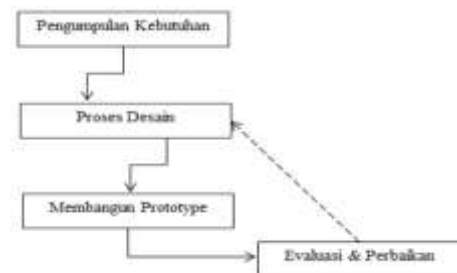 Pengumpulan Kebutuhan
Proses Desain
Membangun Prototype
Evaluasi & Perbaikan